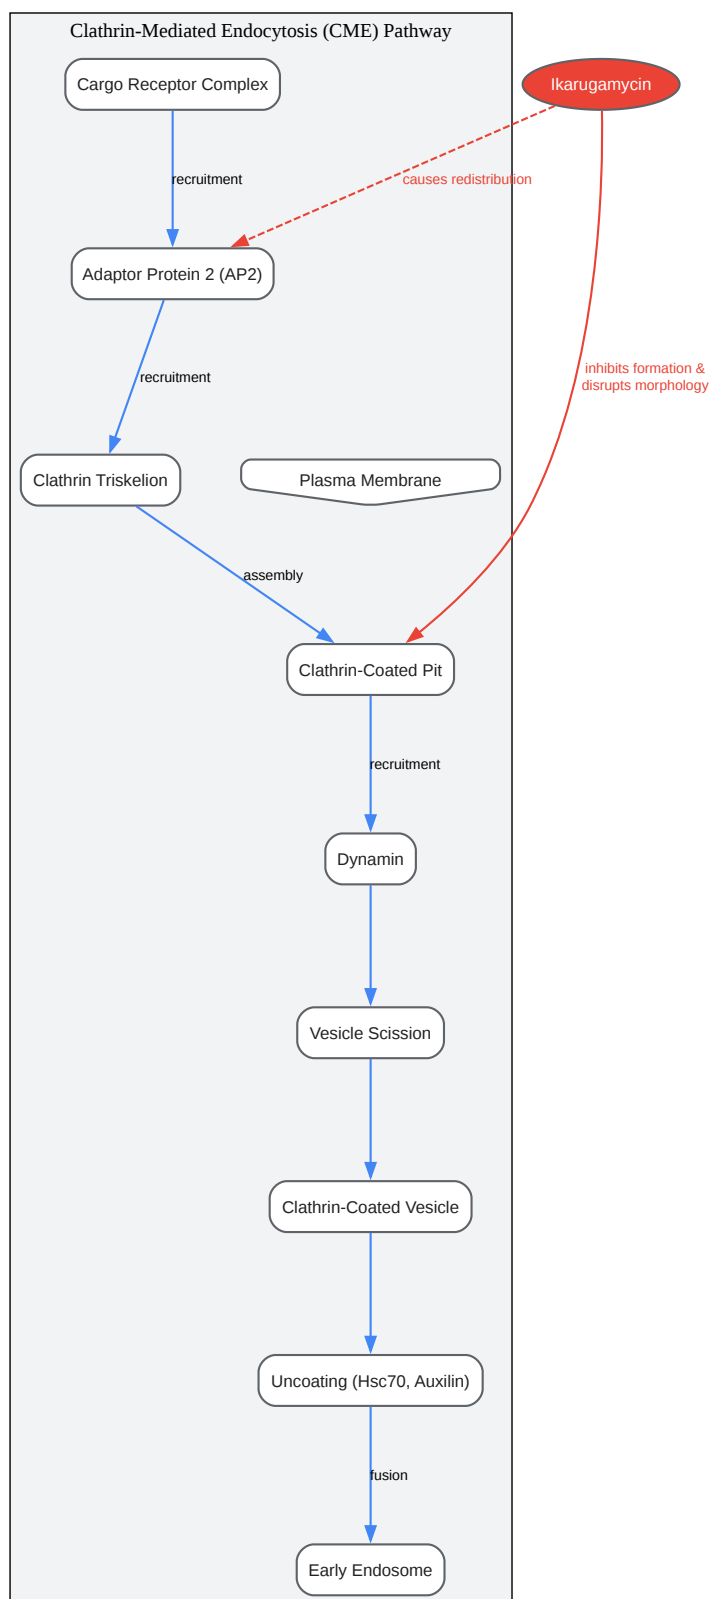 Clathrin-Mediated Endocytosis (CME) Pathway
Cargo Receptor Complex
Ikarugamycin
recruitment
causes redistribution
Adaptor Protein 2 (AP2)
inhibits formation &
disrupts morphology
recruitment
Clathrin Triskelion
Plasma Membrane
assembly
Clathrin-Coated Pit
recruitment
Dynamin
Vesicle Scission
Clathrin-Coated Vesicle
Uncoating (Hsc70, Auxilin)
fusion
Early Endosome